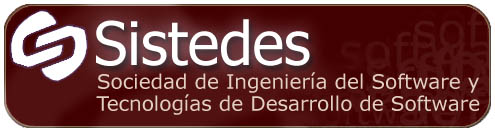 Sistedes
Sociedad de Ingeniería del Software y
Tecnologías de Desarrollo de Software